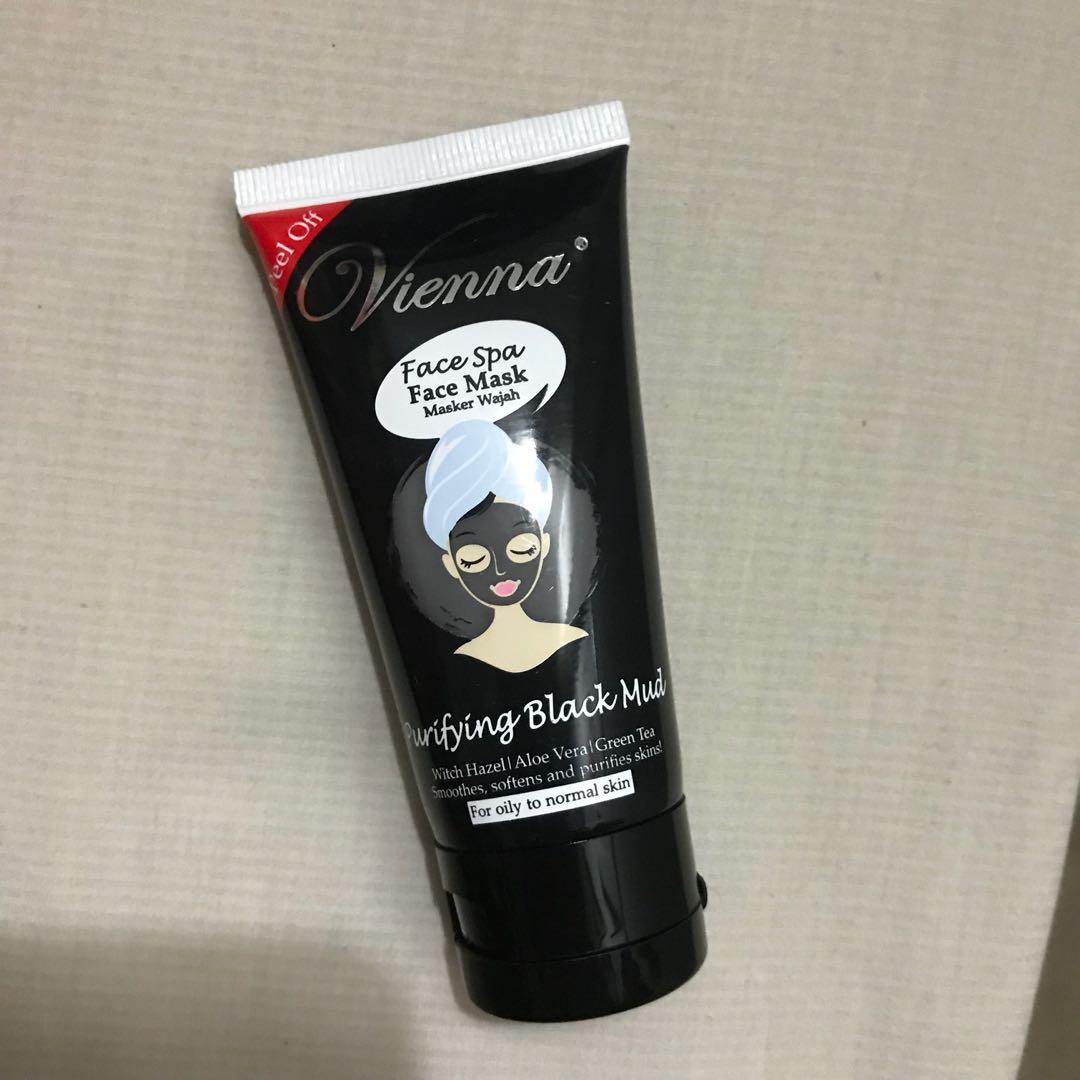 Peel Off
Vienna
Face Spa
Face Mask
Masker Wajah
Purifying Black Mud
Witch Hazel | Aloe Vera | Green Tea
Smoothes, softens and purifies skins!
For oily to normal skin